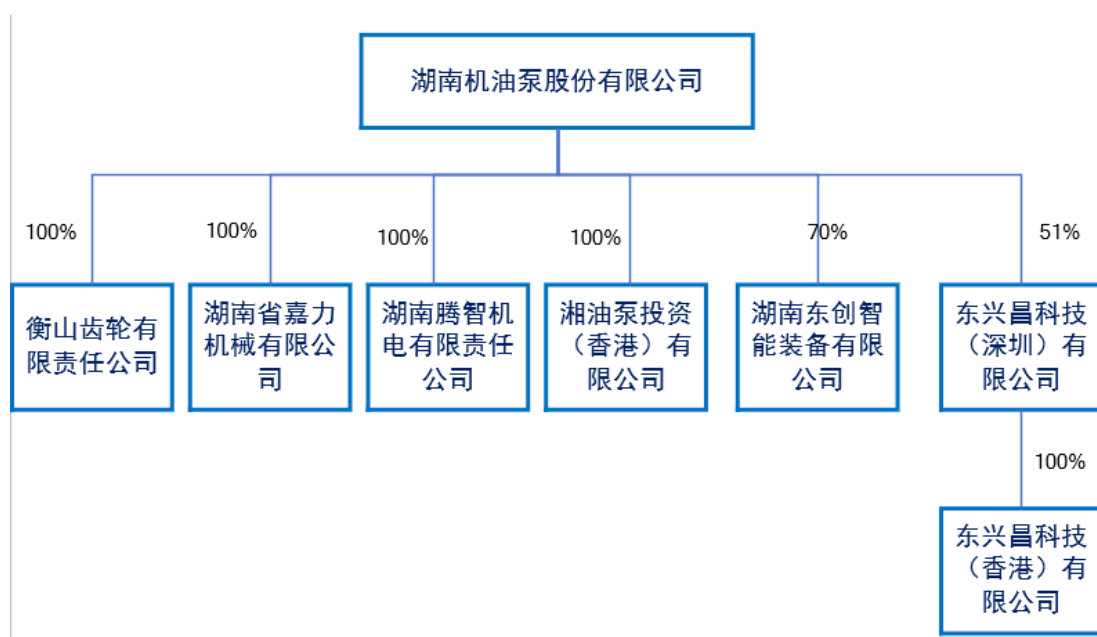 湖南机油泵股份有限公司
100%
100%
100%
100%
70%
51%
衡山齿轮有
限责任公司
湖南省嘉力
机械有限公
司
湖南腾智机
电有限责任
公司
湘油泵投资
（香港）有
限公司
湖南东创智
能装备有限
公司
东兴昌科技
（深圳）有
限公司
100%
东兴昌科技
（香港）有
限公司